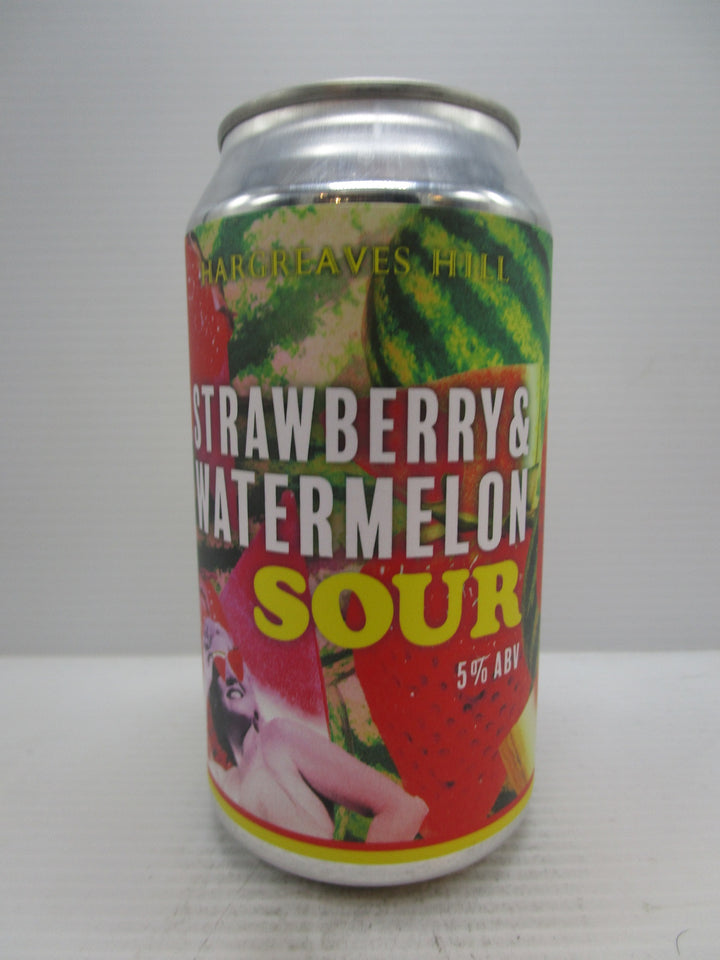 HARGREAVES HILL
STRAWBERRY &
WATERMELON
SOUR
5% ABV